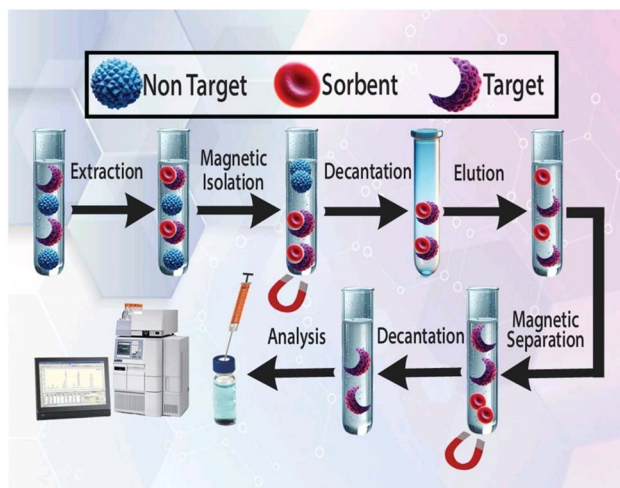 Non Target
Sorbent
Target
Extraction
Magnetic
Isolation
Decantation
Elution
Magnetic
Separation
Decantation
Analysis